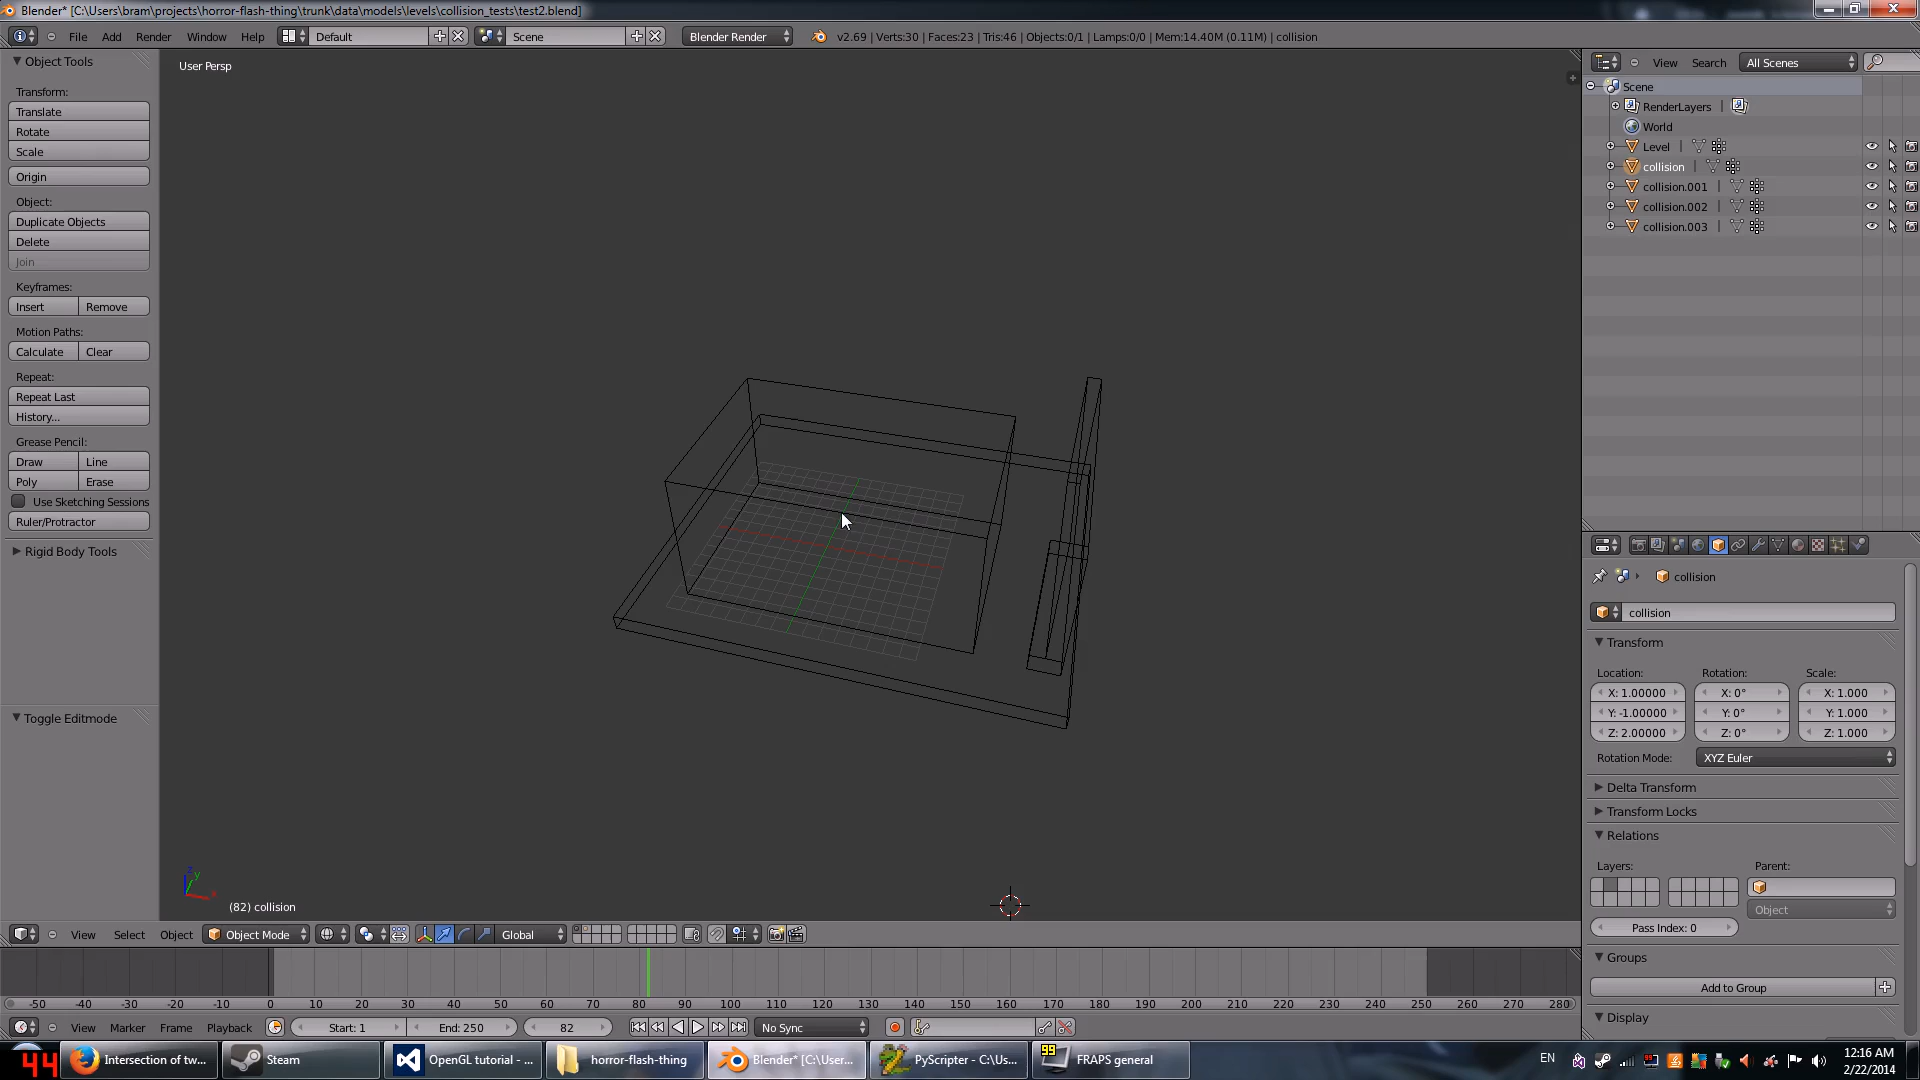 Blender* [C:\Users\bram\projects\horror-flash-thing\trunk\data\models\levels\collision_tests\test2.blend]
File Add Render Window Help Default Scene Blender Render v2.69 | Verts:30 | Faces:23 | Tris:46 | Objects:0/1 | Lamps:0/0 | Mem:14.40M (0.11M) | collision
Object Tools
Transform:
Translate
Rotate
Scale
Origin
Object:
Duplicate Objects
Delete
Join
Keyframes:
Insert Remove
Motion Paths:
Calculate Clear
Repeat:
Repeat Last
History...
Grease Pencil:
Draw Line
Poly Erase
Use Sketching Sessions
Ruler/Protractor
Rigid Body Tools
Toggle Editmode
User Persp
(82) collision
View Search All Scenes
Scene
RenderLayers
World
Level
collision
collision.001
collision.002
collision.003
collision
collision
Transform
Location: Rotation: Scale:
X: 1.00000 X: 0° X: 1.000
Y: -1.00000 Y: 0° Y: 1.000
Z: 2.00000 Z: 0° Z: 1.000
Rotation Mode: XYZ Euler
Delta Transform
Transform Locks
Relations
Layers: Parent:
Object
Pass Index: 0
Groups
Add to Group
Display
View Select Object Object Mode Global
-50 -40 -30 -20 -10 0 10 20 30 40 50 60 70 80 90 100 110 120 130 140 150 160 170 180 190 200 210 220 230 240 250 260 270 280
View Marker Frame Playback Start: 1 End: 250 82 No Sync
44 Intersection of tw... Steam OpenGL tutorial - ... horror-flash-thing Blender* [C:\User... PyScripter - C:\Us... 99 FRAPS general EN 12:16 AM
2/22/2014